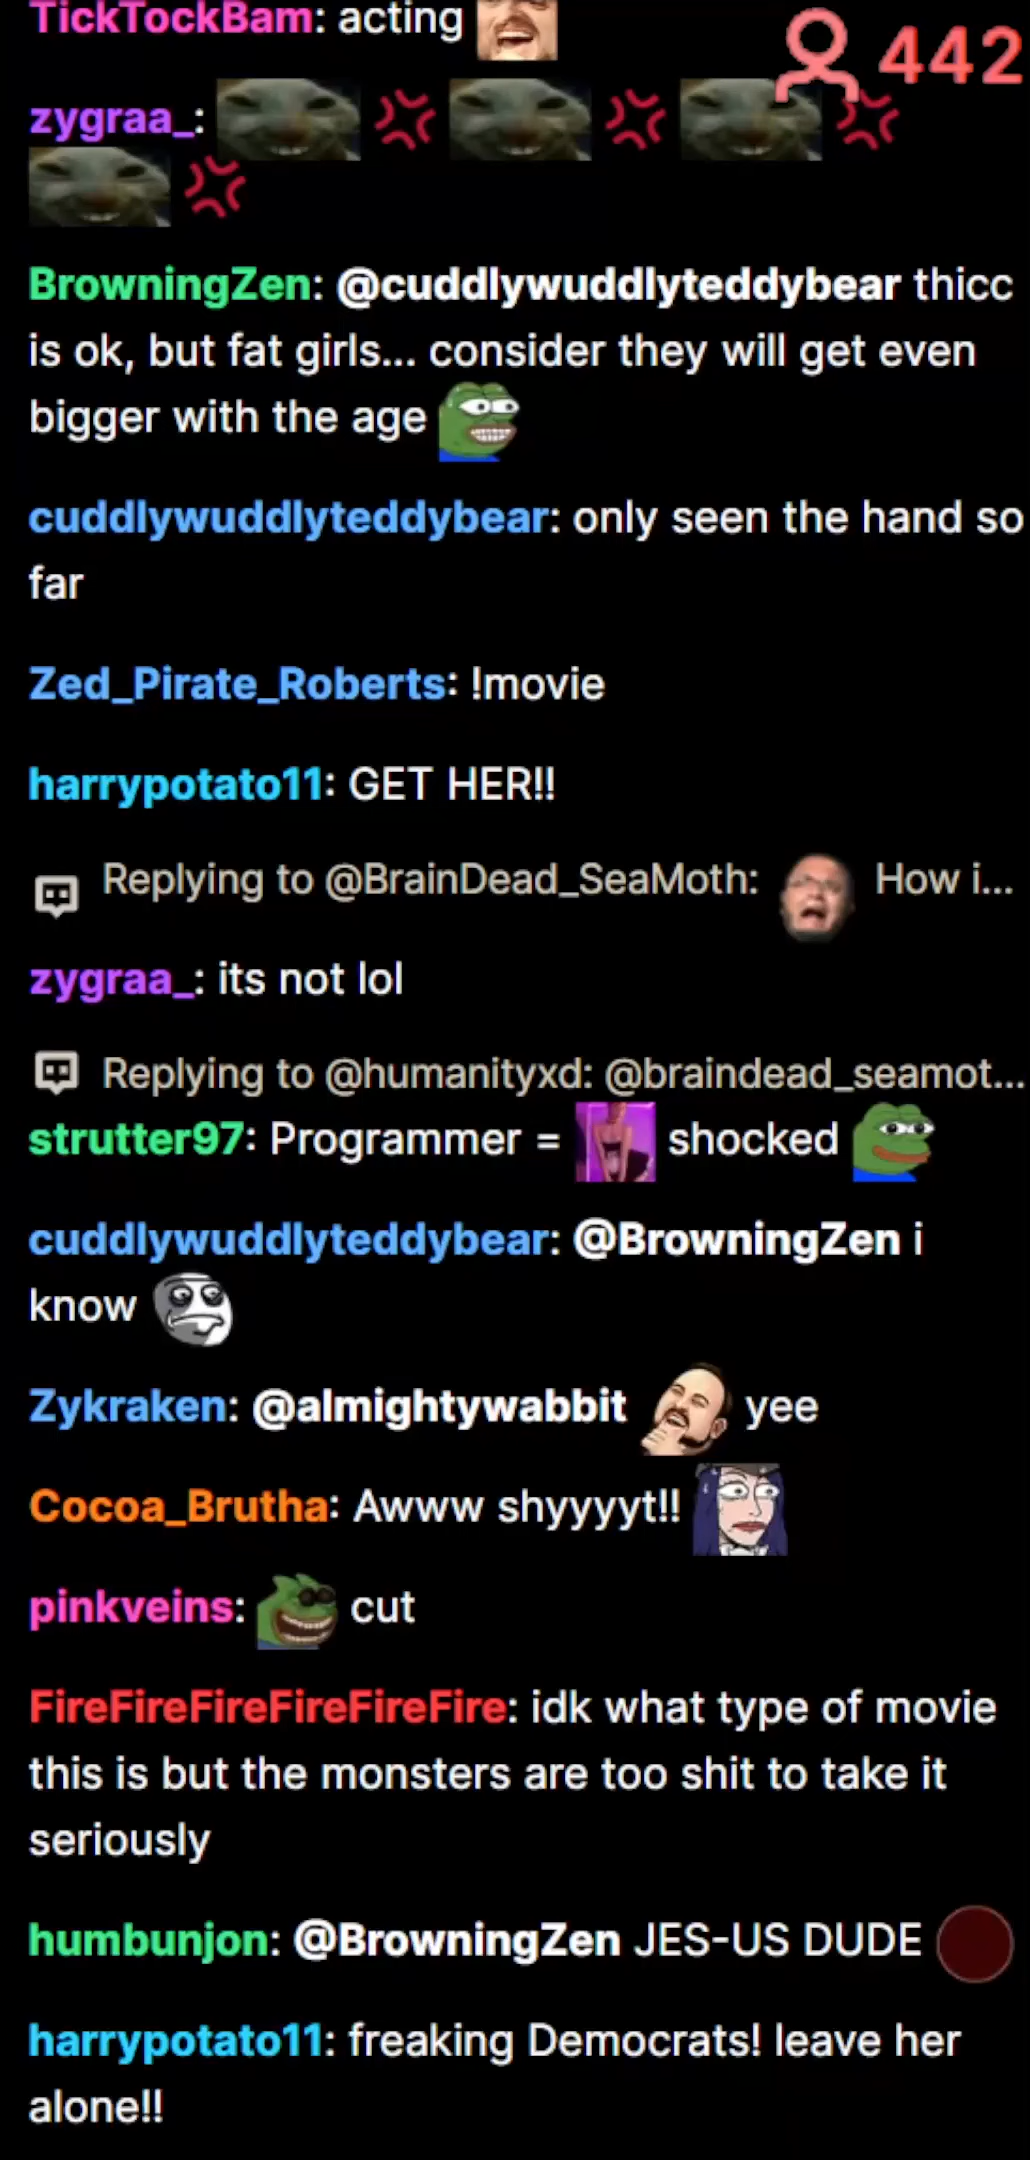 TickTockBam: acting
442
zygraa_:
BrowningZen: @cuddlywuddlyteddybear thicc
is ok, but fat girls... consider they will get even
bigger with the age
cuddlywuddlyteddybear: only seen the hand so
far
Zed_Pirate_Roberts: !movie
harrypotato11: GET HER!!
Replying to @BrainDead_SeaMoth: How i...
zygraa_: its not lol
Replying to @humanityxd: @braindead_seamot...
strutter97: Programmer = shocked
cuddlywuddlyteddybear: @BrowningZen i
know
Zykraken: @almightywabbit yee
Cocoa_Brutha: Awww shyyyyt!!
pinkveins: cut
FireFireFireFireFireFire: idk what type of movie
this is but the monsters are too shit to take it
seriously
humbunjon: @BrowningZen JES-US DUDE
harrypotato11: freaking Democrats! leave her
alone!!